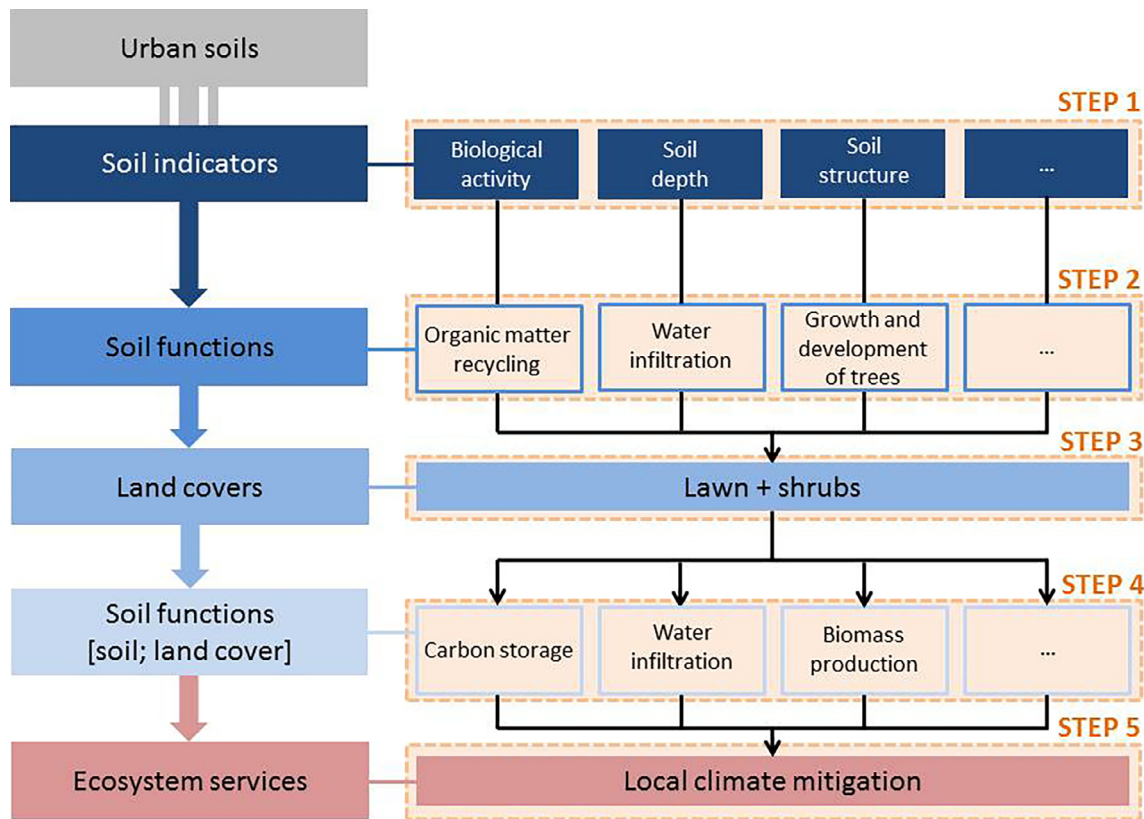 Urban soils
STEP 1
Soil indicators
Biological
activity
Soil
depth
Soil
structure
...
STEP 2
Soil functions
Organic matter
recycling
Water
infiltration
Growth and
development
of trees
...
STEP 3
Land covers
Lawn + shrubs
STEP 4
Soil functions
[soil; land cover]
Carbon storage
Water
infiltration
Biomass
production
...
STEP 5
Ecosystem services
Local climate mitigation